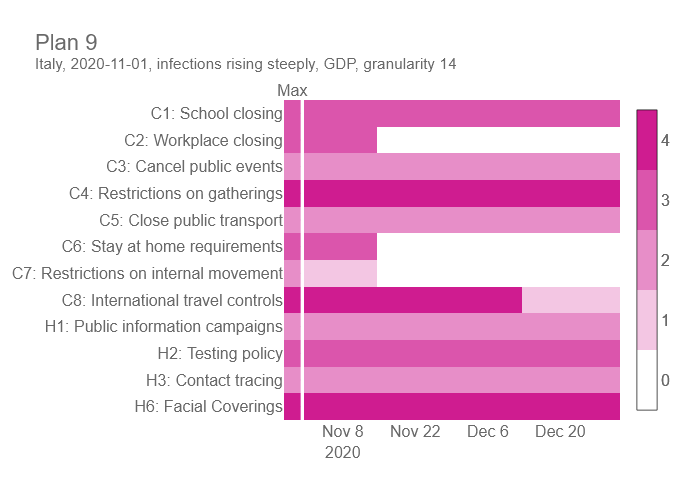 Plan 9
Italy, 2020-11-01, infections rising steeply, GDP, granularity 14
Max
C1: School closing
C2: Workplace closing
C3: Cancel public events
C4: Restrictions on gatherings
C5: Close public transport
C6: Stay at home requirements
C7: Restrictions on internal movement
C8: International travel controls
H1: Public information campaigns
H2: Testing policy
H3: Contact tracing
H6: Facial Coverings
Nov 8
2020
Nov 22
Dec 6
Dec 20
4
3
2
1
0